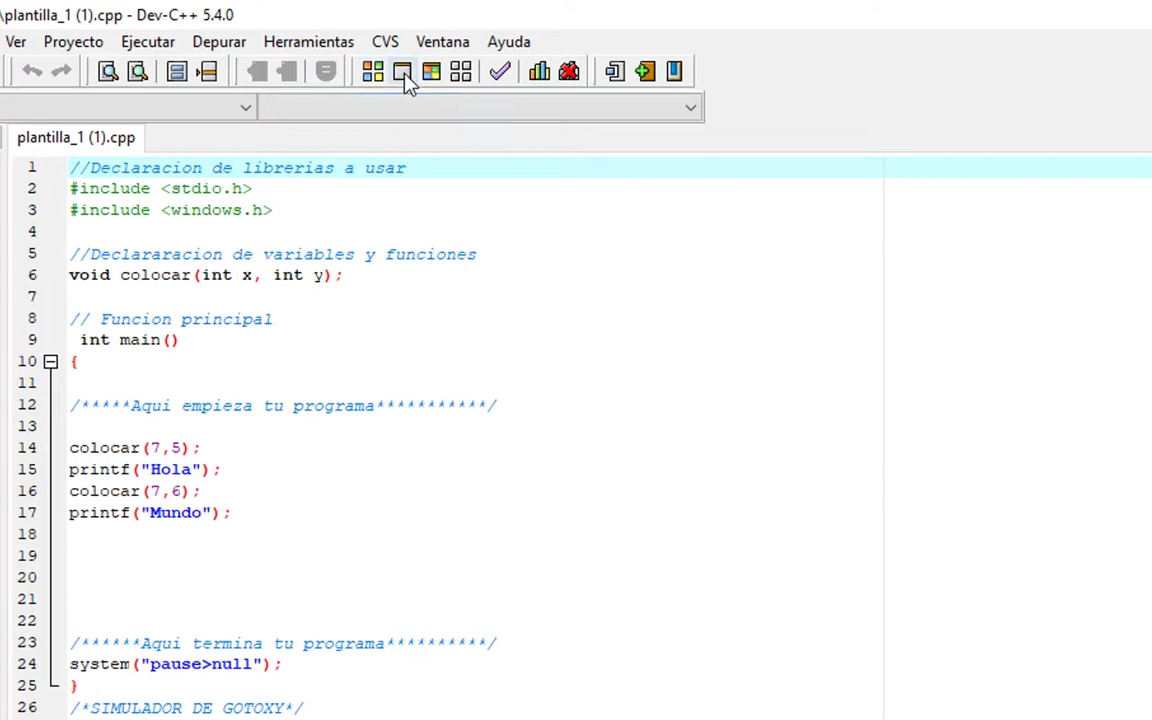 \plantilla_1 (1).cpp - Dev-C++ 5.4.0
Ver Proyecto Ejecutar Depurar Herramientas CVS Ventana Ayuda
plantilla_1 (1).cpp
1 //Declaracion de librerias a usar
2 #include <stdio.h>
3 #include <windows.h>
4
5 //Declararacion de variables y funciones
6 void colocar(int x, int y);
7
8 // Funcion principal
9 int main()
10 {
11
12 /*****Aqui empieza tu programa***********/
13
14 colocar(7,5);
15 printf("Hola");
16 colocar(7,6);
17 printf("Mundo");
18
19
20
21
22
23 /******Aqui termina tu programa**********/
24 system("pause>null");
25 }
26 /*SIMULADOR DE GOTOXY*/